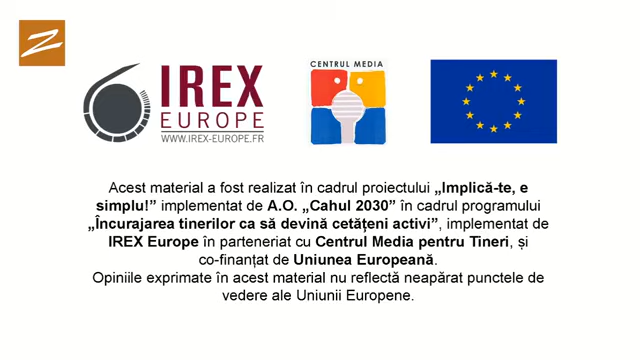 Z
CENTRUL MEDIA
IREX
EUROPE
WWW.IREX-EUROPE.FR
Acest material a fost realizat în cadrul proiectului „Implică-te, e
simplu!” implementat de A.O. „Cahul 2030” în cadrul programului
„Încurajarea tinerilor ca să devină cetățeni activi”, implementat de
IREX Europe în parteneriat cu Centrul Media pentru Tineri, și
co-finanțat de Uniunea Europeană.
Opiniile exprimate în acest material nu reflectă neapărat punctele de
vedere ale Uniunii Europene.